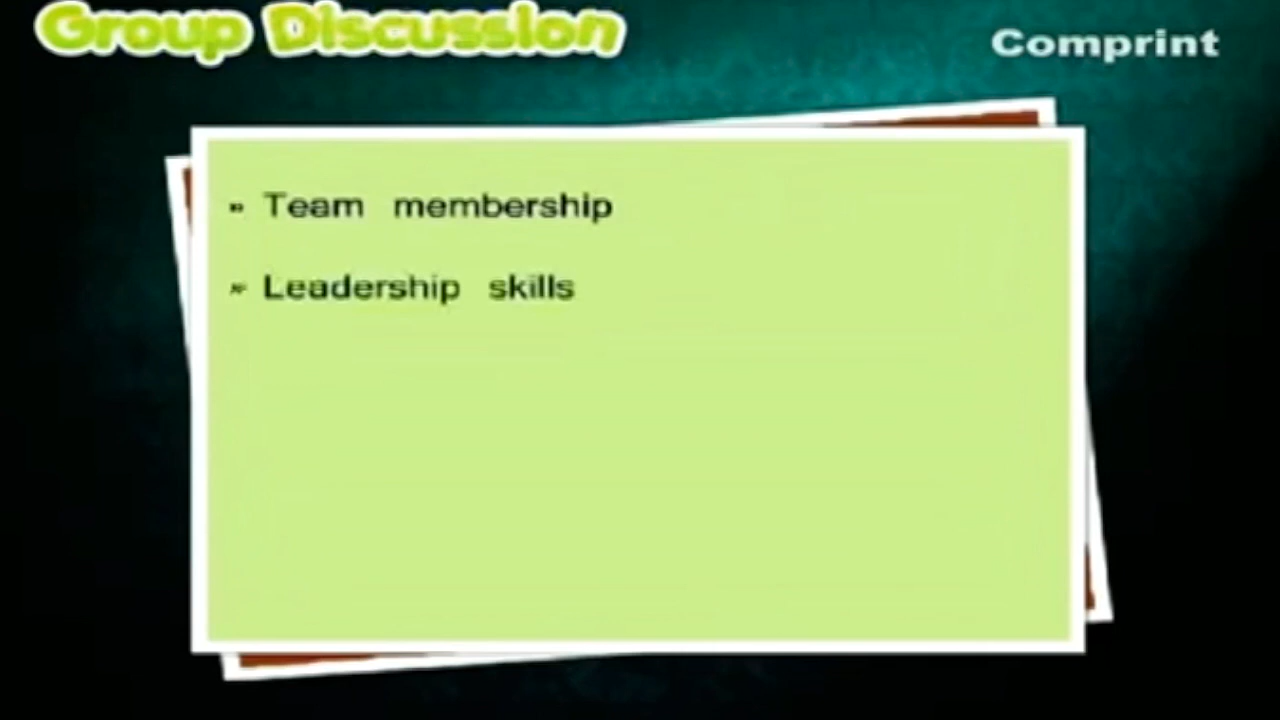 Group Discussion
Comprint
Team membership
Leadership skills